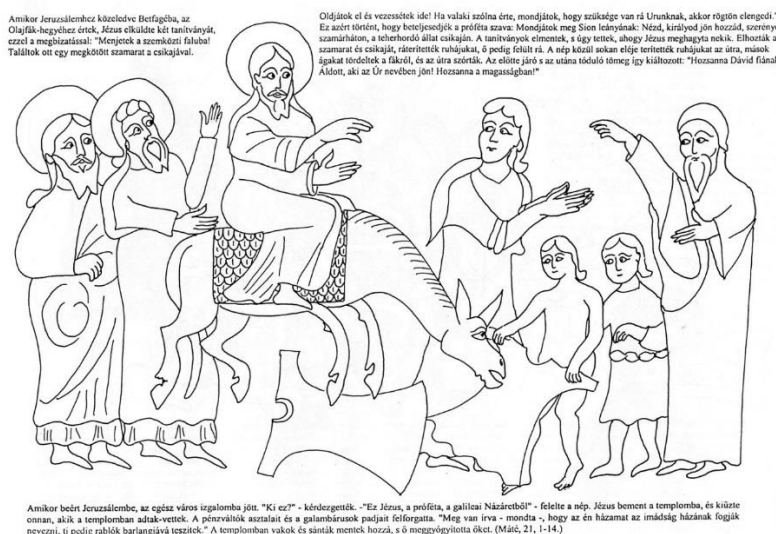 Amikor Jeruzsálemhez közeledve Betfagéba, az
Olajfák-hegyéhez értek, Jézus elküldte két tanítványát,
ezzel a megbízatással: "Menjetek a szemközti faluba!
Találtok ott egy megkötött szamarat a csikajával.
Oldjátok el és vezessétek ide! Ha valaki szólna érte, mondjátok, hogy szüksége van rá Urunknak, akkor rögtön elengedi."
Ez azért történt, hogy beteljesedjék a próféta szava: Mondjátok meg Sion leányának: Nézd, királyod jön hozzád, szerényen
szamárháton, a teherhordó állat csikaján. A tanítványok elmentek, s úgy tettek, ahogy Jézus meghagyta nekik. Elhozták a
szamarat és csikaját, ráterítették ruhájukat, ő pedig felült rá. A nép közül sokan eléje terítették ruhájukat az útra, mások
ágakat tördeltek a fákról, és az útra szórták. Az előtte járó s az utána tóduló tömeg így kiáltozott: "Hozsanna Dávid fiának
Áldott, aki az Úr nevében jön! Hozsanna a magasságban!"
Amikor beért Jeruzsálembe, az egész város izgalomba jött. "Ki ez?" - kérdezgették. -"Ez Jézus, a próféta, a galileai Názáretből" - felelte a nép. Jézus bement a templomba, és kiűzte
onnan, akik a templomban adtak-vettek. A pénzváltók asztalait és a galambárusok padjait felforgatta. "Meg van írva - mondta -, hogy az én házamat az imádság házának fogják
nevezni, ti pedig rablók barlangjává teszitek." A templomban vakok és sánták mentek hozzá, s ő meggyógyította őket. (Máté, 21, 1-14.)